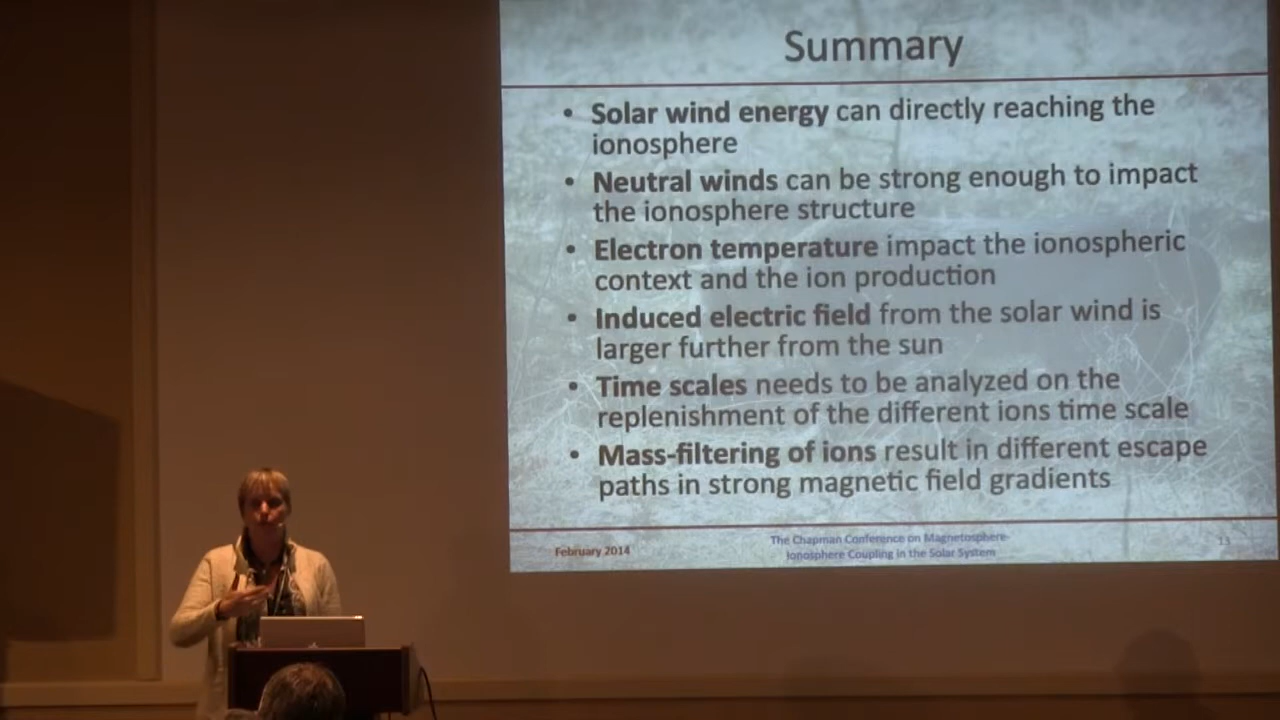 Summary
• Solar wind energy can directly reaching the
ionosphere
• Neutral winds can be strong enough to impact
the ionosphere structure
• Electron temperature impact the ionospheric
context and the ion production
• Induced electric field from the solar wind is
larger further from the sun
• Time scales needs to be analyzed on the
replenishment of the different ions time scale
• Mass-filtering of ions result in different escape
paths in strong magnetic field gradients
February 2014
The Chapman Conference on Magnetosphere-
Ionosphere Coupling in the Solar System
13